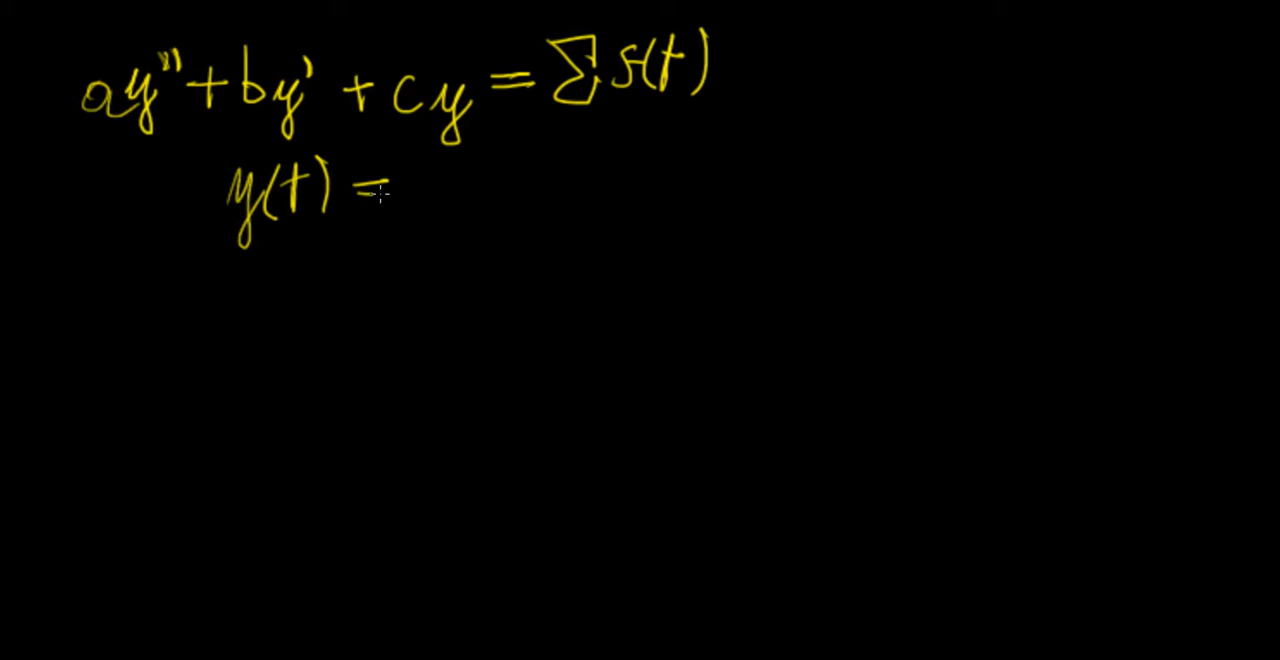 ay'' + by' + cy = ∑ f(t)
y(t) =